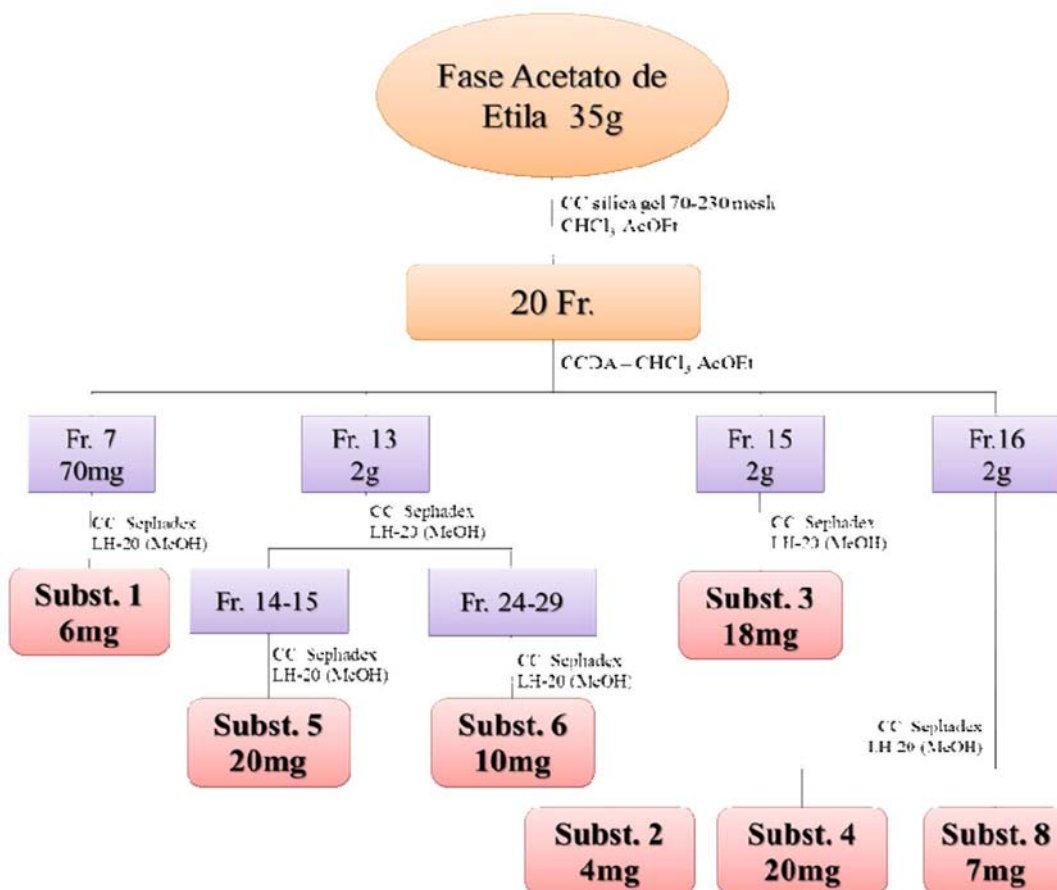 Fase Acetato de
Etila 35g
CC silica gel 70-230 mesh
CHCl3 AcOEt
20 Fr.
CCDA – CHCl3 AcOEt
Fr. 7
70mg
Fr. 13
2g
Fr. 15
2g
Fr.16
2g
CC Sephadex
LH-20 (MeOH)
CC Sephadex
LH-20 (MeOH)
CC Sephadex
LH-20 (MeOH)
Subst. 1
6mg
Fr. 14-15
Fr. 24-29
Subst. 3
18mg
CC Sephadex
LH-20 (MeOH)
CC Sephadex
LH-20 (MeOH)
Subst. 5
20mg
Subst. 6
10mg
CC Sephadex
LH-20 (MeOH)
Subst. 2
4mg
Subst. 4
20mg
Subst. 8
7mg